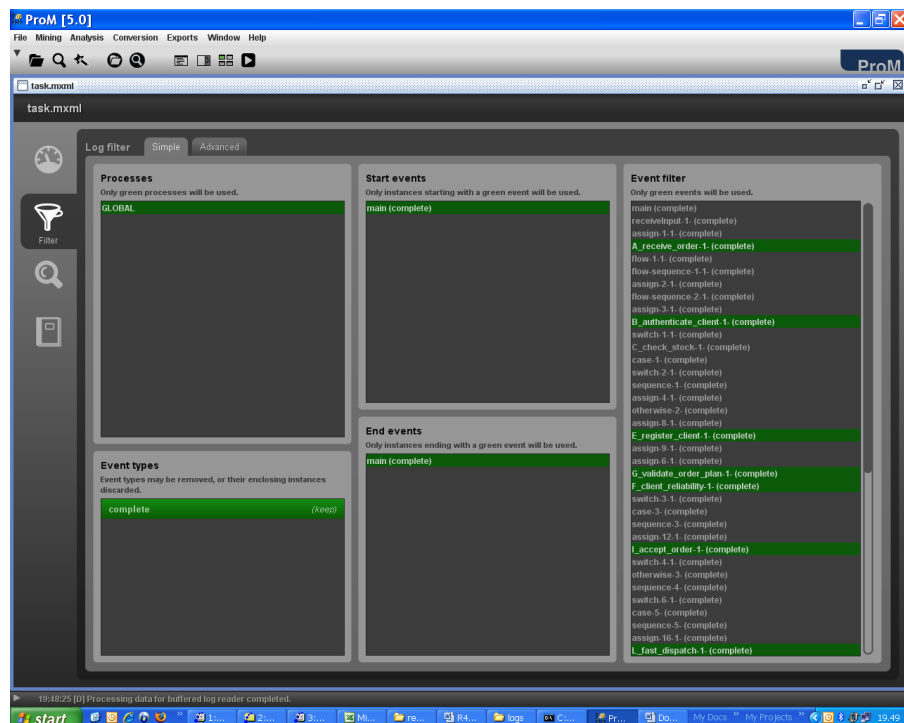 ProM [5.0]
File Mining Analysis Conversion Exports Window Help
ProM
task.mxml
task.mxml
Log filter Simple Advanced
Filter
Processes
Only green processes will be used.
GLOBAL
Event types
Event types may be removed, or their enclosing instances
discarded.
complete (keep)
Start events
Only instances starting with a green event will be used.
main (complete)
End events
Only instances ending with a green event will be used.
main (complete)
Event filter
Only green events will be used.
main (complete)
receiveInput-1- (complete)
assign-1-1- (complete)
A_receive_order-1- (complete)
flow-1-1- (complete)
flow-sequence-1-1- (complete)
assign-2-1- (complete)
flow-sequence-2-1- (complete)
assign-3-1- (complete)
B_authenticate_client-1- (complete)
switch-1-1- (complete)
C_check_stock-1- (complete)
case-1- (complete)
switch-2-1- (complete)
sequence-1- (complete)
assign-4-1- (complete)
otherwise-2- (complete)
assign-8-1- (complete)
E_register_client-1- (complete)
assign-9-1- (complete)
assign-6-1- (complete)
G_validate_order_plan-1- (complete)
F_client_reliability-1- (complete)
switch-3-1- (complete)
case-3- (complete)
sequence-3- (complete)
assign-12-1- (complete)
I_accept_order-1- (complete)
switch-4-1- (complete)
otherwise-3- (complete)
sequence-4- (complete)
switch-6-1- (complete)
case-5- (complete)
sequence-5- (complete)
assign-16-1- (complete)
L_fast_dispatch-1- (complete)
19:48:25 [D] Processing data for buffered log reader completed.
start 1:... 2:... 3:... Mi... re... R4... logs C:... Pr... Do... My Docs » My Projects » 19.49